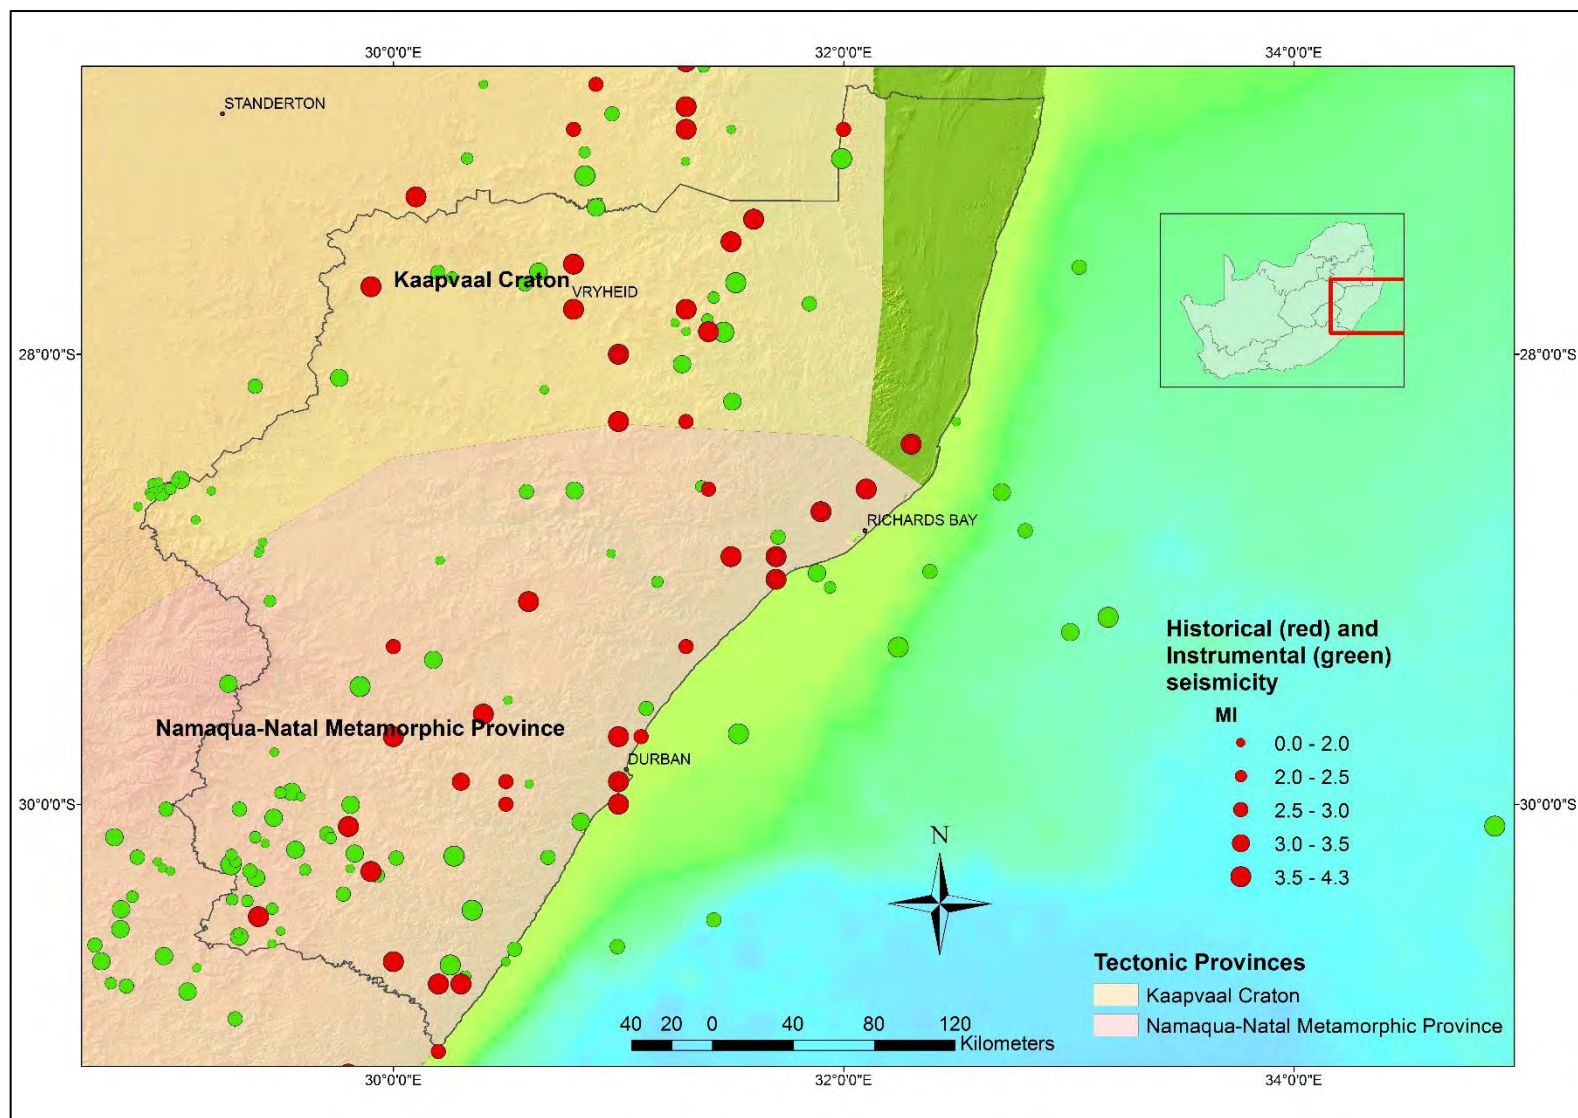 30°0'0"E
32°0'0"E
34°0'0"E
STANDERTON
Kaapvaal Craton
VRYHEID
28°0'0"S
28°0'0"S
RICHARDS BAY
Historical (red) and
Instrumental (green)
seismicity
Ml
0.0 - 2.0
2.0 - 2.5
2.5 - 3.0
3.0 - 3.5
3.5 - 4.3
Namaqua-Natal Metamorphic Province
DURBAN
30°0'0"S
30°0'0"S
N
Tectonic Provinces
Kaapvaal Craton
Namaqua-Natal Metamorphic Province
40 20 0 40 80 120
Kilometers
30°0'0"E
32°0'0"E
34°0'0"E